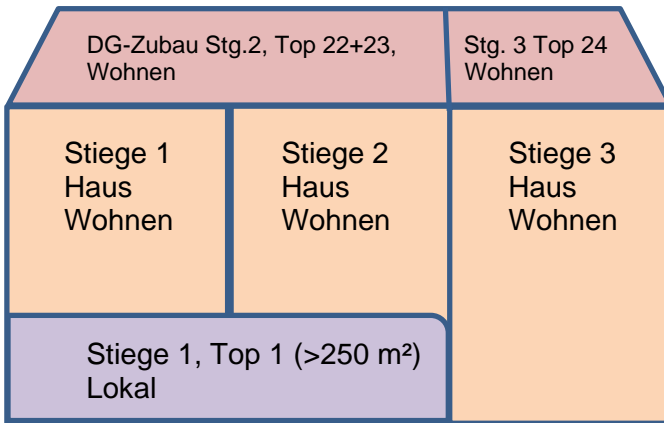 DG-Zubau Stg.2, Top 22+23,
Wohnen
Stg. 3 Top 24
Wohnen
Stiege 1
Haus
Wohnen
Stiege 2
Haus
Wohnen
Stiege 3
Haus
Wohnen
Stiege 1, Top 1 (>250 m²)
Lokal